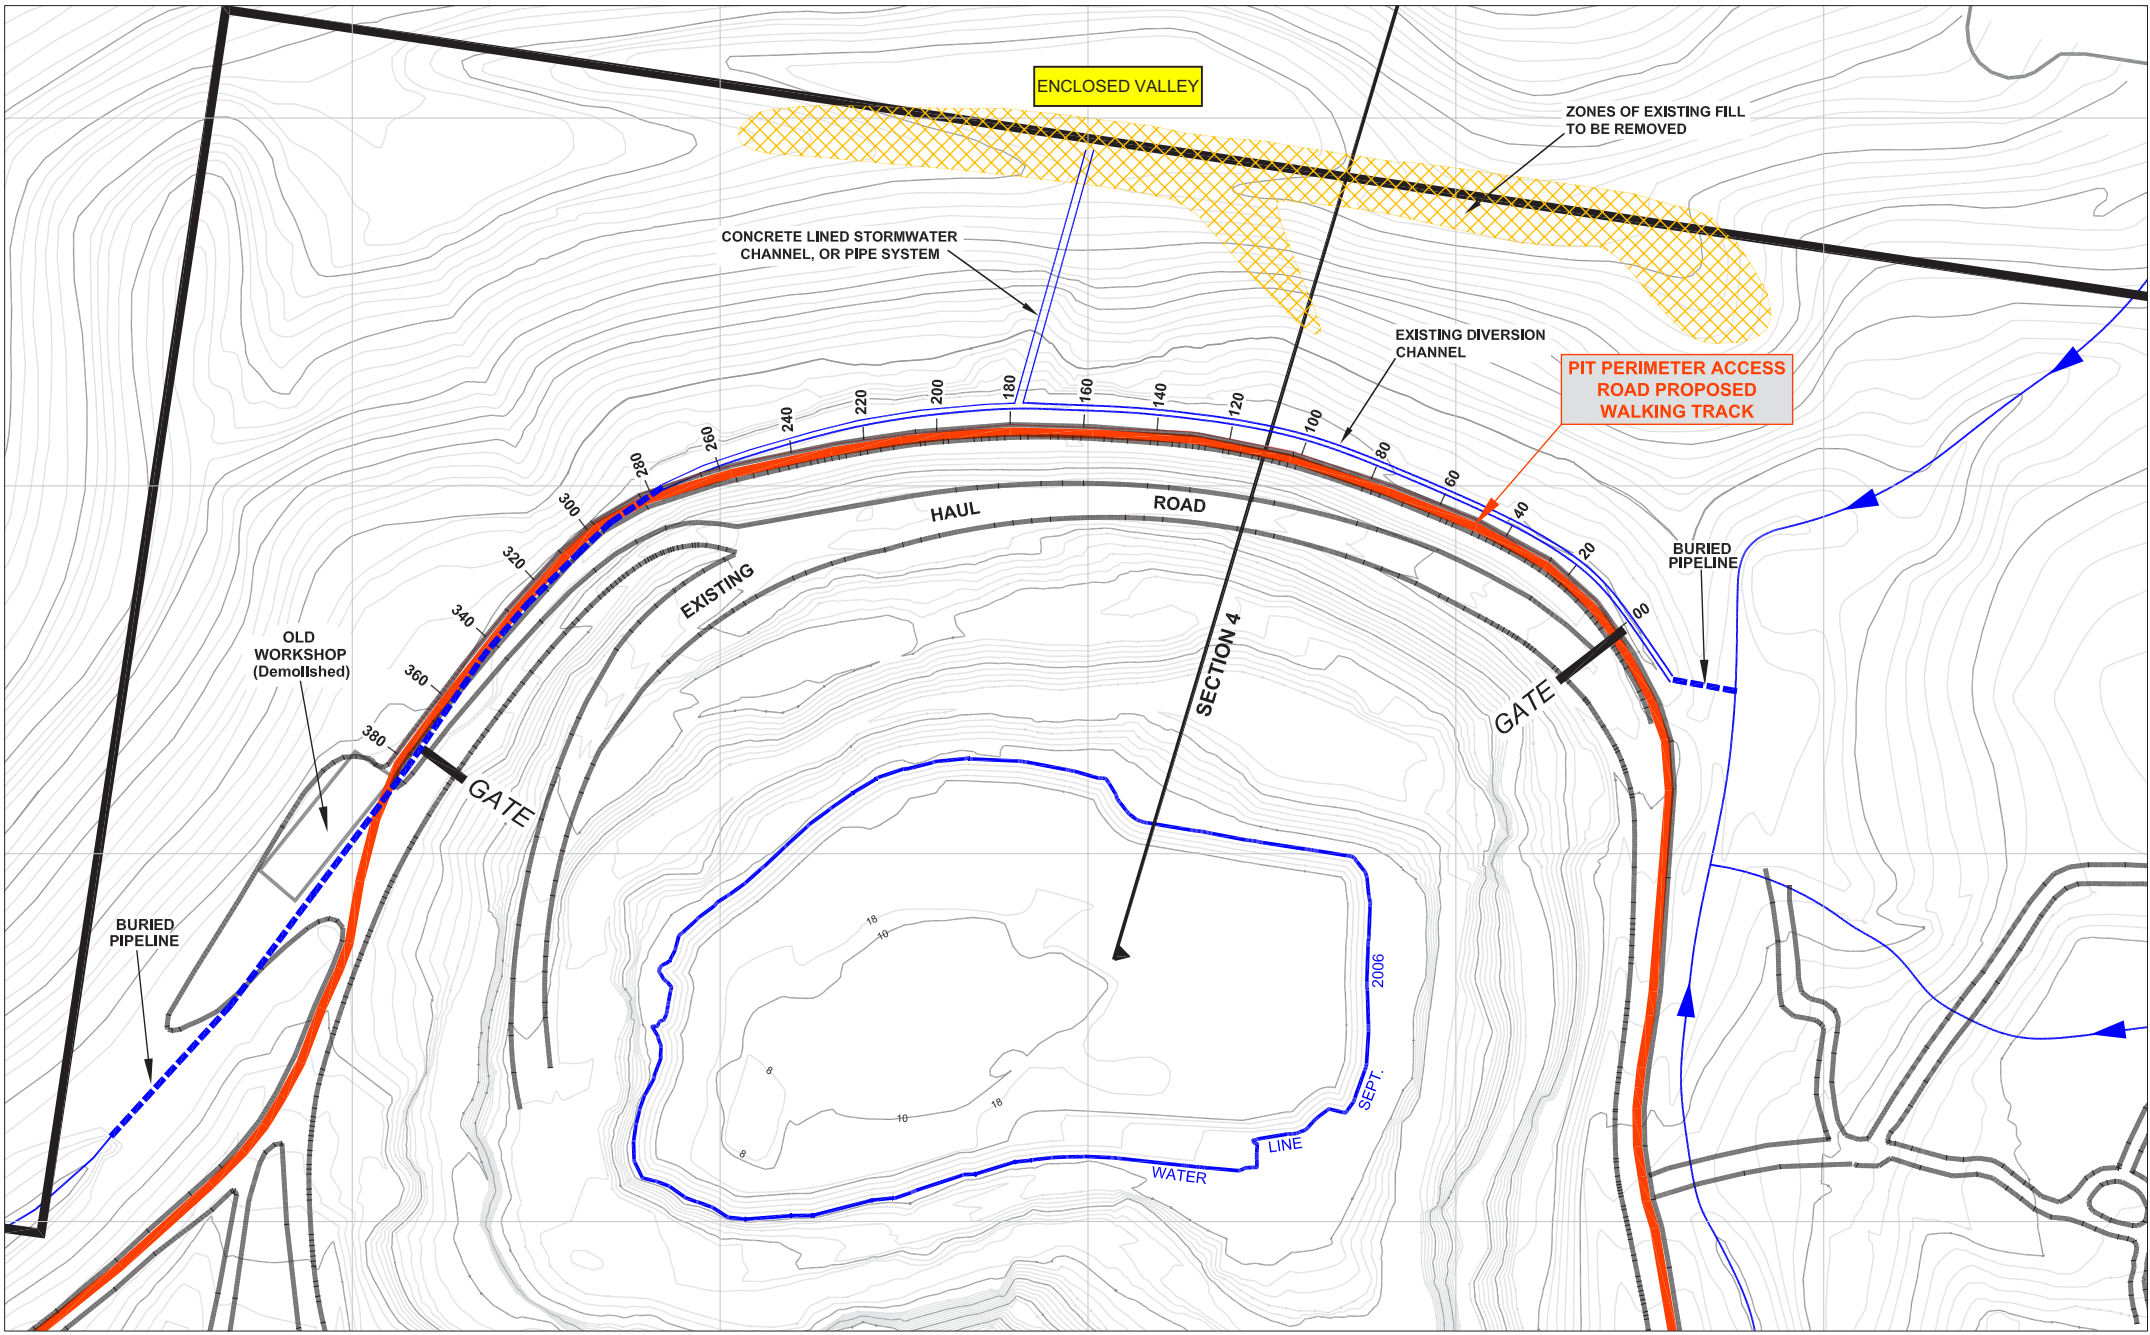 ENCLOSED VALLEY
ZONES OF EXISTING FILL
TO BE REMOVED
CONCRETE LINED STORMWATER
CHANNEL, OR PIPE SYSTEM
EXISTING DIVERSION
CHANNEL
PIT PERIMETER ACCESS
ROAD PROPOSED
WALKING TRACK
380
360
340
320
300
280
260
240
220
200
180
160
140
120
100
80
60
40
20
00
HAUL
ROAD
EXISTING
BURIED
PIPELINE
OLD
WORKSHOP
(Demolished)
SECTION 4
GATE
GATE
BURIED
PIPELINE
18
10
8
10
18
8
WATER
LINE
SEPT.
2006